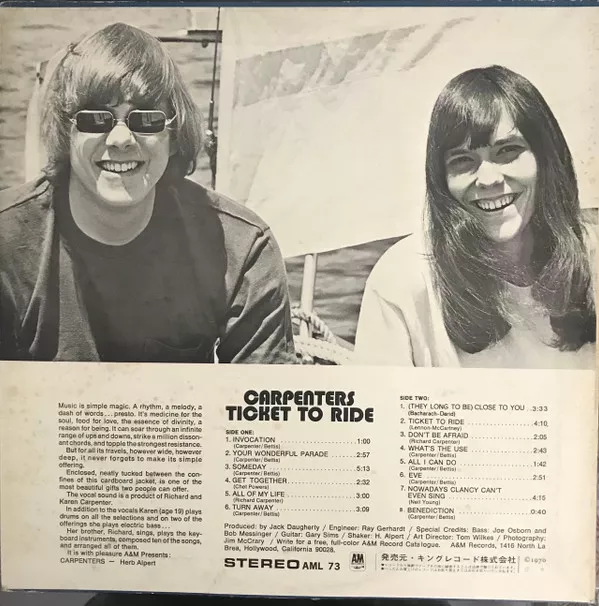 Music is simple magic. A rhythm, a melody, a
dash of words... presto. It's medicine for the
soul, food for love, the essence of divinity, a
reason for being. It can soar through an infinite
range of ups and downs, strike a million disson-
ant chords, and topple the strongest resistance.
But for all its travels, however wide, however
deep, it never forgets to make its simple
offering.
Enclosed, neatly tucked between the con-
fines of this cardboard jacket, is one of the
most beautiful gifts two people can offer.
The vocal sound is a product of Richard and
Karen Carpenter.
In addition to the vocals Karen (age 19) plays
drums on all the selections and on two of the
offerings she plays electric bass...
Her brother, Richard, sings, plays the key-
board instruments, composed ten of the songs,
and arranged all of them.
It is with pleasure A&M Presents:
CARPENTERS — Herb Alpert
CARPENTERS
TICKET TO RIDE
SIDE ONE:
1. INVOCATION 1:00
(Carpenter/Bettis)
2. YOUR WONDERFUL PARADE 2:57
(Carpenter/Bettis)
3. SOMEDAY 5:13
(Carpenter/Bettis)
4. GET TOGETHER 2:32
(Chet Powers)
5. ALL OF MY LIFE 3:00
(Richard Carpenter)
6. TURN AWAY 3:09
(Carpenter/Bettis)
SIDE TWO:
1. (THEY LONG TO BE) CLOSE TO YOU ..3:33
(Bacharach-David)
2. TICKET TO RIDE 4:10
(Lennon-McCartney)
3. DON'T BE AFRAID 2:05
(Richard Carpenter)
4. WHAT'S THE USE 2:43
(Carpenter/Bettis)
5. ALL I CAN DO 1:42
(Carpenter/Bettis)
6. EVE 2:51
(Carpenter/Bettis)
7. NOWADAYS CLANCY CAN'T
EVEN SING 4:15
(Neil Young)
8. BENEDICTION 0:40
(Carpenter/Bettis)
Produced by: Jack Daugherty / Engineer: Ray Gerhardt / Special Credits: Bass: Joe Osborn and
Bob Messinger / Guitar: Gary Sims / Shaker: H. Alpert / Art Director: Tom Wilkes / Photography:
Jim McCrary / Write for a free, full-color A&M Record Catalogue. A&M Records, 1416 North La
Brea, Hollywood, California 90028.
STEREO AML 73
A&M
発売元・キングレコード株式会社
©1970